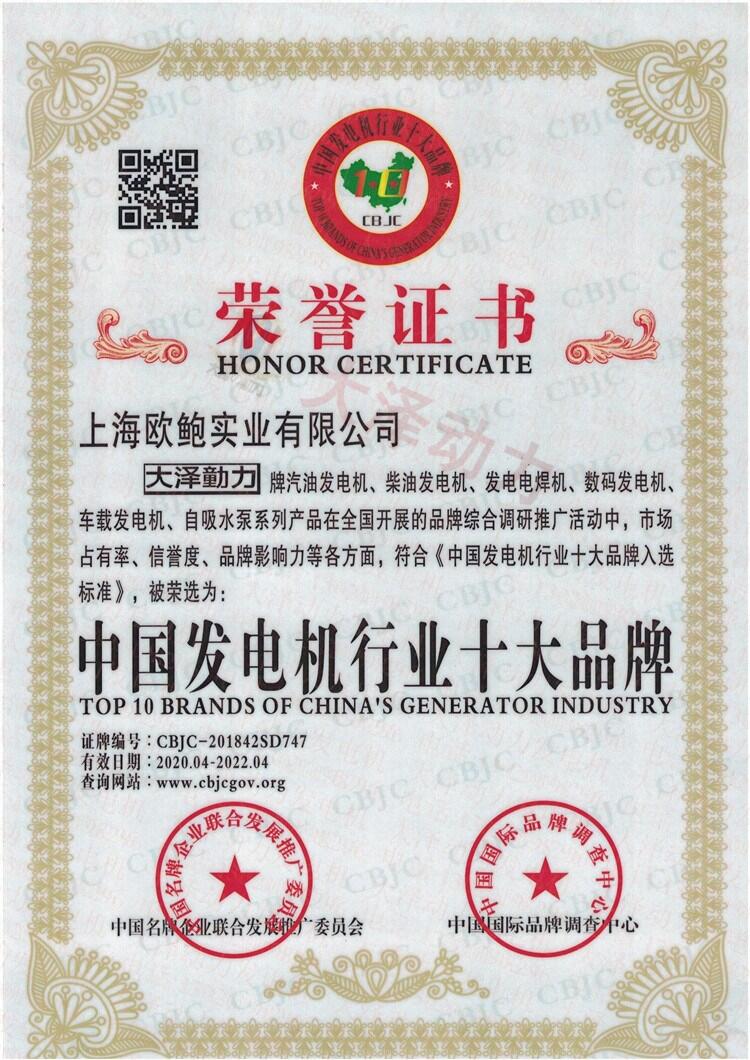 中国发电机行业十大品牌
CBJC
TOP 10 BRANDS OF CHINA'S GENERATOR INDUSTRY
荣誉证书
HONOR CERTIFICATE
大泽动力
上海欧鲍实业有限公司
大泽動力 牌汽油发电机、柴油发电机、发电电焊机、数码发电机、
车载发电机、自吸水泵系列产品在全国开展的品牌综合调研推广活动中，市场
占有率、信誉度、品牌影响力等各方面，符合《中国发电机行业十大品牌入选
标准》，被荣选为：
中国发电机行业十大品牌
TOP 10 BRANDS OF CHINA'S GENERATOR INDUSTRY
证牌编号：CBJC-201842SD747
有效日期：2020.04-2022.04
查询网站：www.cbjcgov.org
中国名牌企业联合发展推广委员会
中国国际品牌调查中心
中国名牌企业联合发展推广委员会
中国国际品牌调查中心